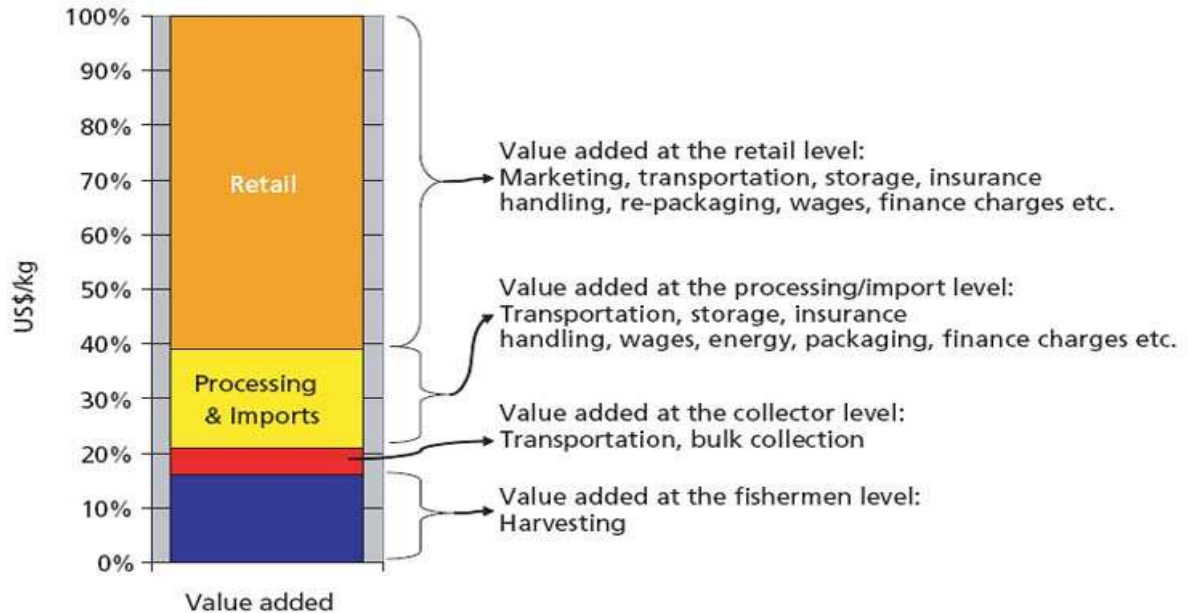 100%
90%
80%
70%
60%
50%
40%
30%
20%
10%
0%
US$/kg
Retail
Processing
& Imports
Value added
Value added at the retail level:
Marketing, transportation, storage, insurance
handling, re-packaging, wages, finance charges etc.
Value added at the processing/import level:
Transportation, storage, insurance
handling, wages, energy, packaging, finance charges etc.
Value added at the collector level:
Transportation, bulk collection
Value added at the fishermen level:
Harvesting